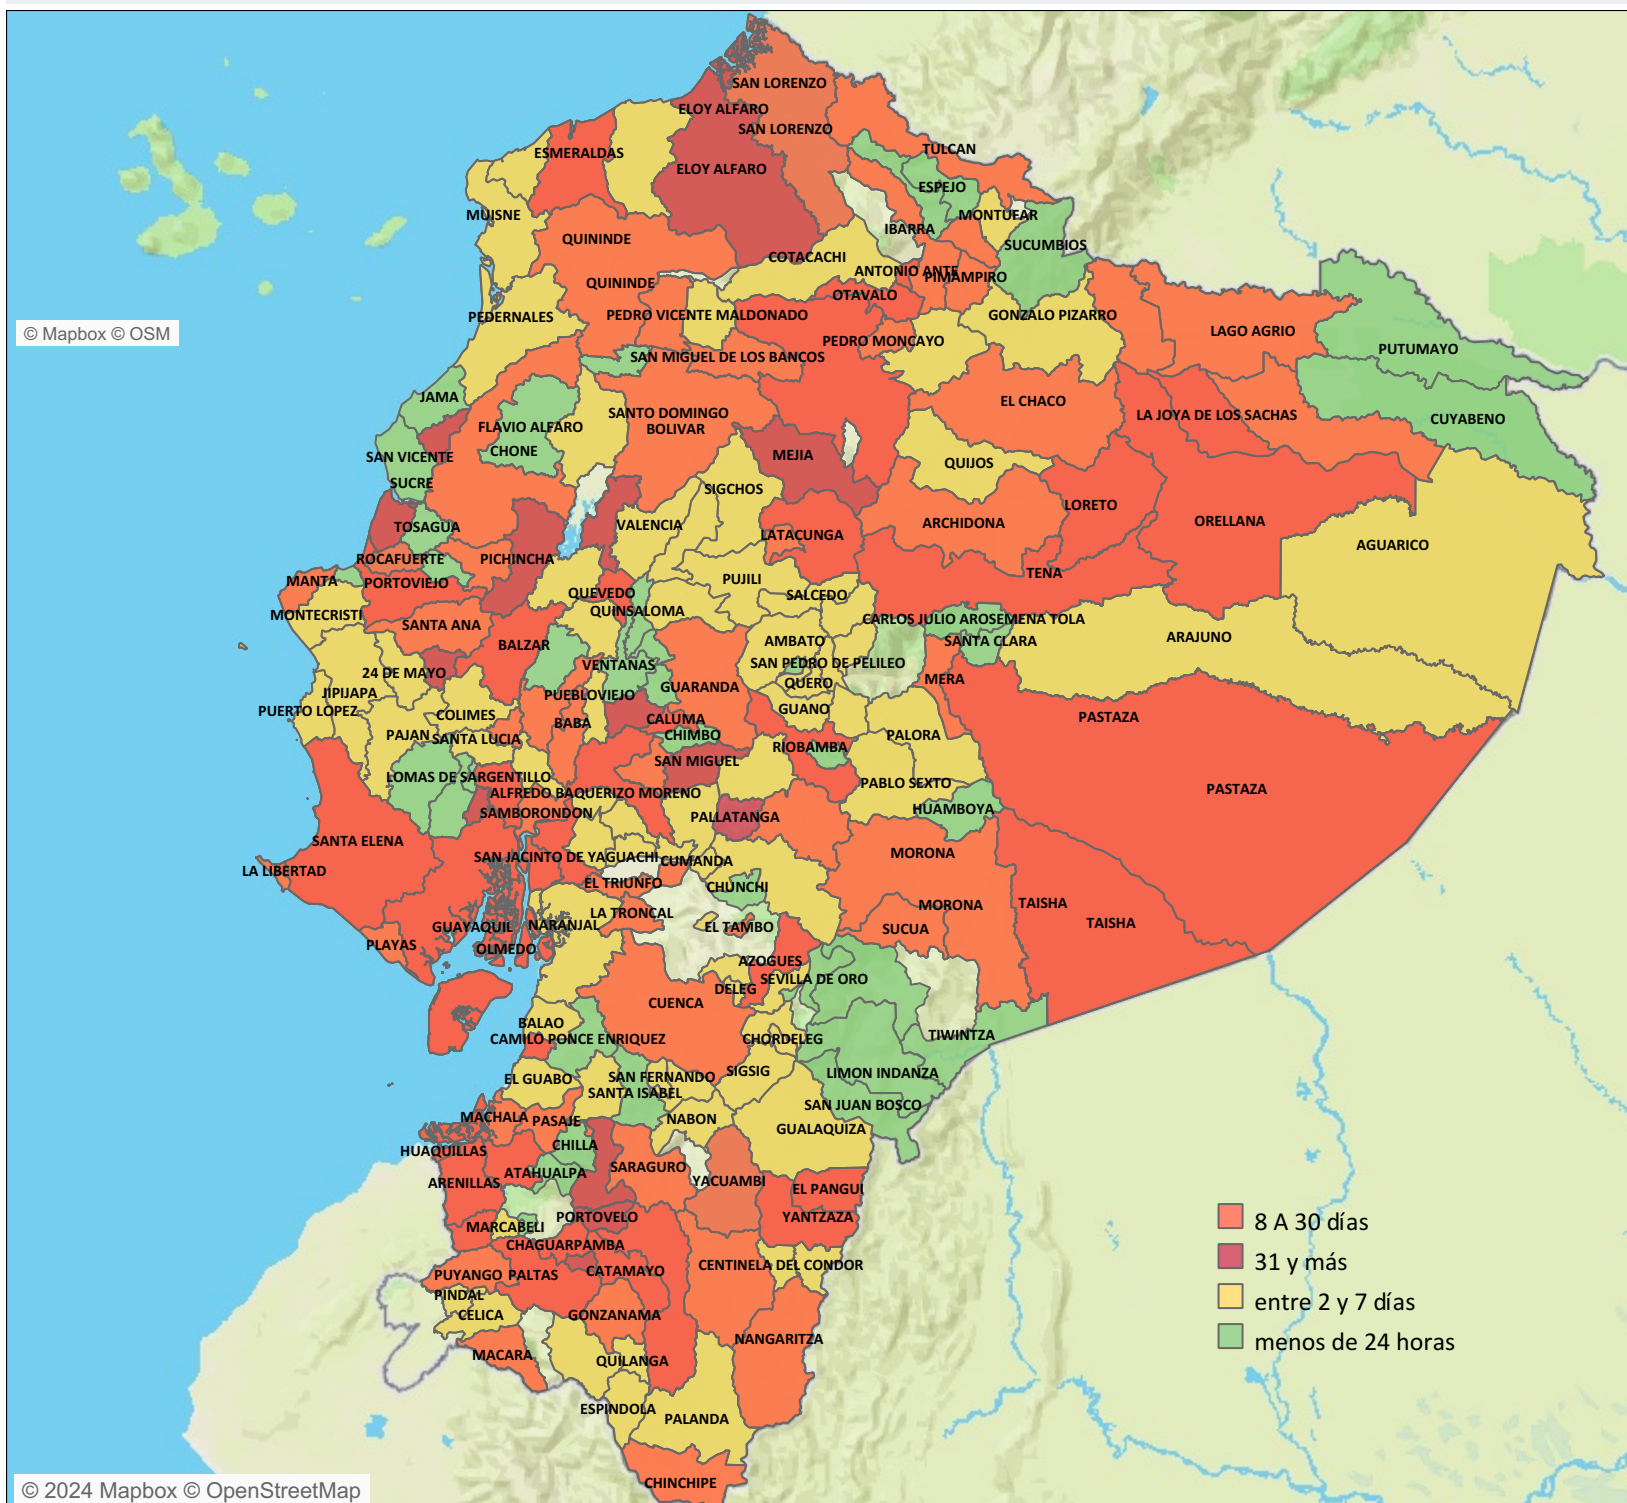 SAN LORENZO
ELOY ALFARO
SAN LORENZO
ESMERALDAS
TULCAN
ELOY ALFARO
ESPEJO
MUISNE
MONTUFAR
IBARRA
QUININDE
SUCUMBIOS
COTACACHI
ANTONIO ANTE
PIMAMPIRO
QUININDE
OTAVALO
PEDERNALES
PEDRO VICENTE MALDONADO
GONZALO PIZARRO
LAGO AGRIO
© Mapbox © OSM
PEDRO MONCAYO
PUTUMAYO
SAN MIGUEL DE LOS BANCOS
JAMA
EL CHACO
SANTO DOMINGO
LA JOYA DE LOS SACHAS
CUYABENO
FLAVIO ALFARO
BOLIVAR
CHONE
SAN VICENTE
MEJIA
QUIJOS
SUCRE
SIGCHOS
LORETO
TOSAGUA
VALENCIA
ARCHIDONA
ORELLANA
LATACUNGA
AGUARICO
ROCAFUERTE
PICHINCHA
MANTA
PORTOVIEJO
TENA
PUJILI
QUEVEDO
SALCEDO
MONTECRISTI
QUINSALOMA
SANTA ANA
CARLOS JULIO AROSEMENA TOLA
ARAJUNO
BALZAR
AMBATO
SANTA CLARA
24 DE MAYO
VENTANAS
SAN PEDRO DE PELILEO
MERA
JIPIJAPA
PUEBLOVIEJO
GUARANDA
QUERO
PUERTO LOPEZ
COLIMES
BABA
CALUMA
GUANO
PASTAZA
PAJAN
SANTA LUCIA
CHIMBO
RIOBAMBA
PALORA
SAN MIGUEL
LOMAS DE SARGENTILLO
PABLO SEXTO
PASTAZA
ALFREDO BAQUERIZO MORENO
SAMBORONDON
PALLATANGA
HUAMBOYA
SANTA ELENA
SAN JACINTO DE YAGUACHI
CUMANDA
MORONA
LA LIBERTAD
EL TRIUNFO
CHUNCHI
MORONA
TAISHA
LA TRONCAL
TAISHA
GUAYAQUIL
NARANJAL
EL TAMBO
SUCUA
PLAYAS
OLMEDO
AZOGUES
SEVILLA DE ORO
DELEG
CUENCA
BALAO
CAMILO PONCE ENRIQUEZ
CHORDELEG
TIWINTZA
EL GUABO
SAN FERNANDO
SIGSIG
LIMON INDANZA
SANTA ISABEL
SAN JUAN BOSCO
MACHALA
PASAJE
NABON
GUALAQUIZA
HUAQUILLAS
CHILLA
ATAHUALPA
SARAGURO
ARENILLAS
YACUAMBI
EL PANGUI
PORTOVELO
YANTZAZA
MARCABELI
8 A 30 días
CHAGUARPAMBA
31 y más
PUYANGO
PALTAS
CATAMAYO
CENTINELA DEL CONDOR
PINDAL
entre 2 y 7 días
CELICA
GONZANAMA
menos de 24 horas
NANGARITZA
MACARA
QUILANGA
ESPINDOLA
PALANDA
CHINCHIPE
© 2024 Mapbox © OpenStreetMap